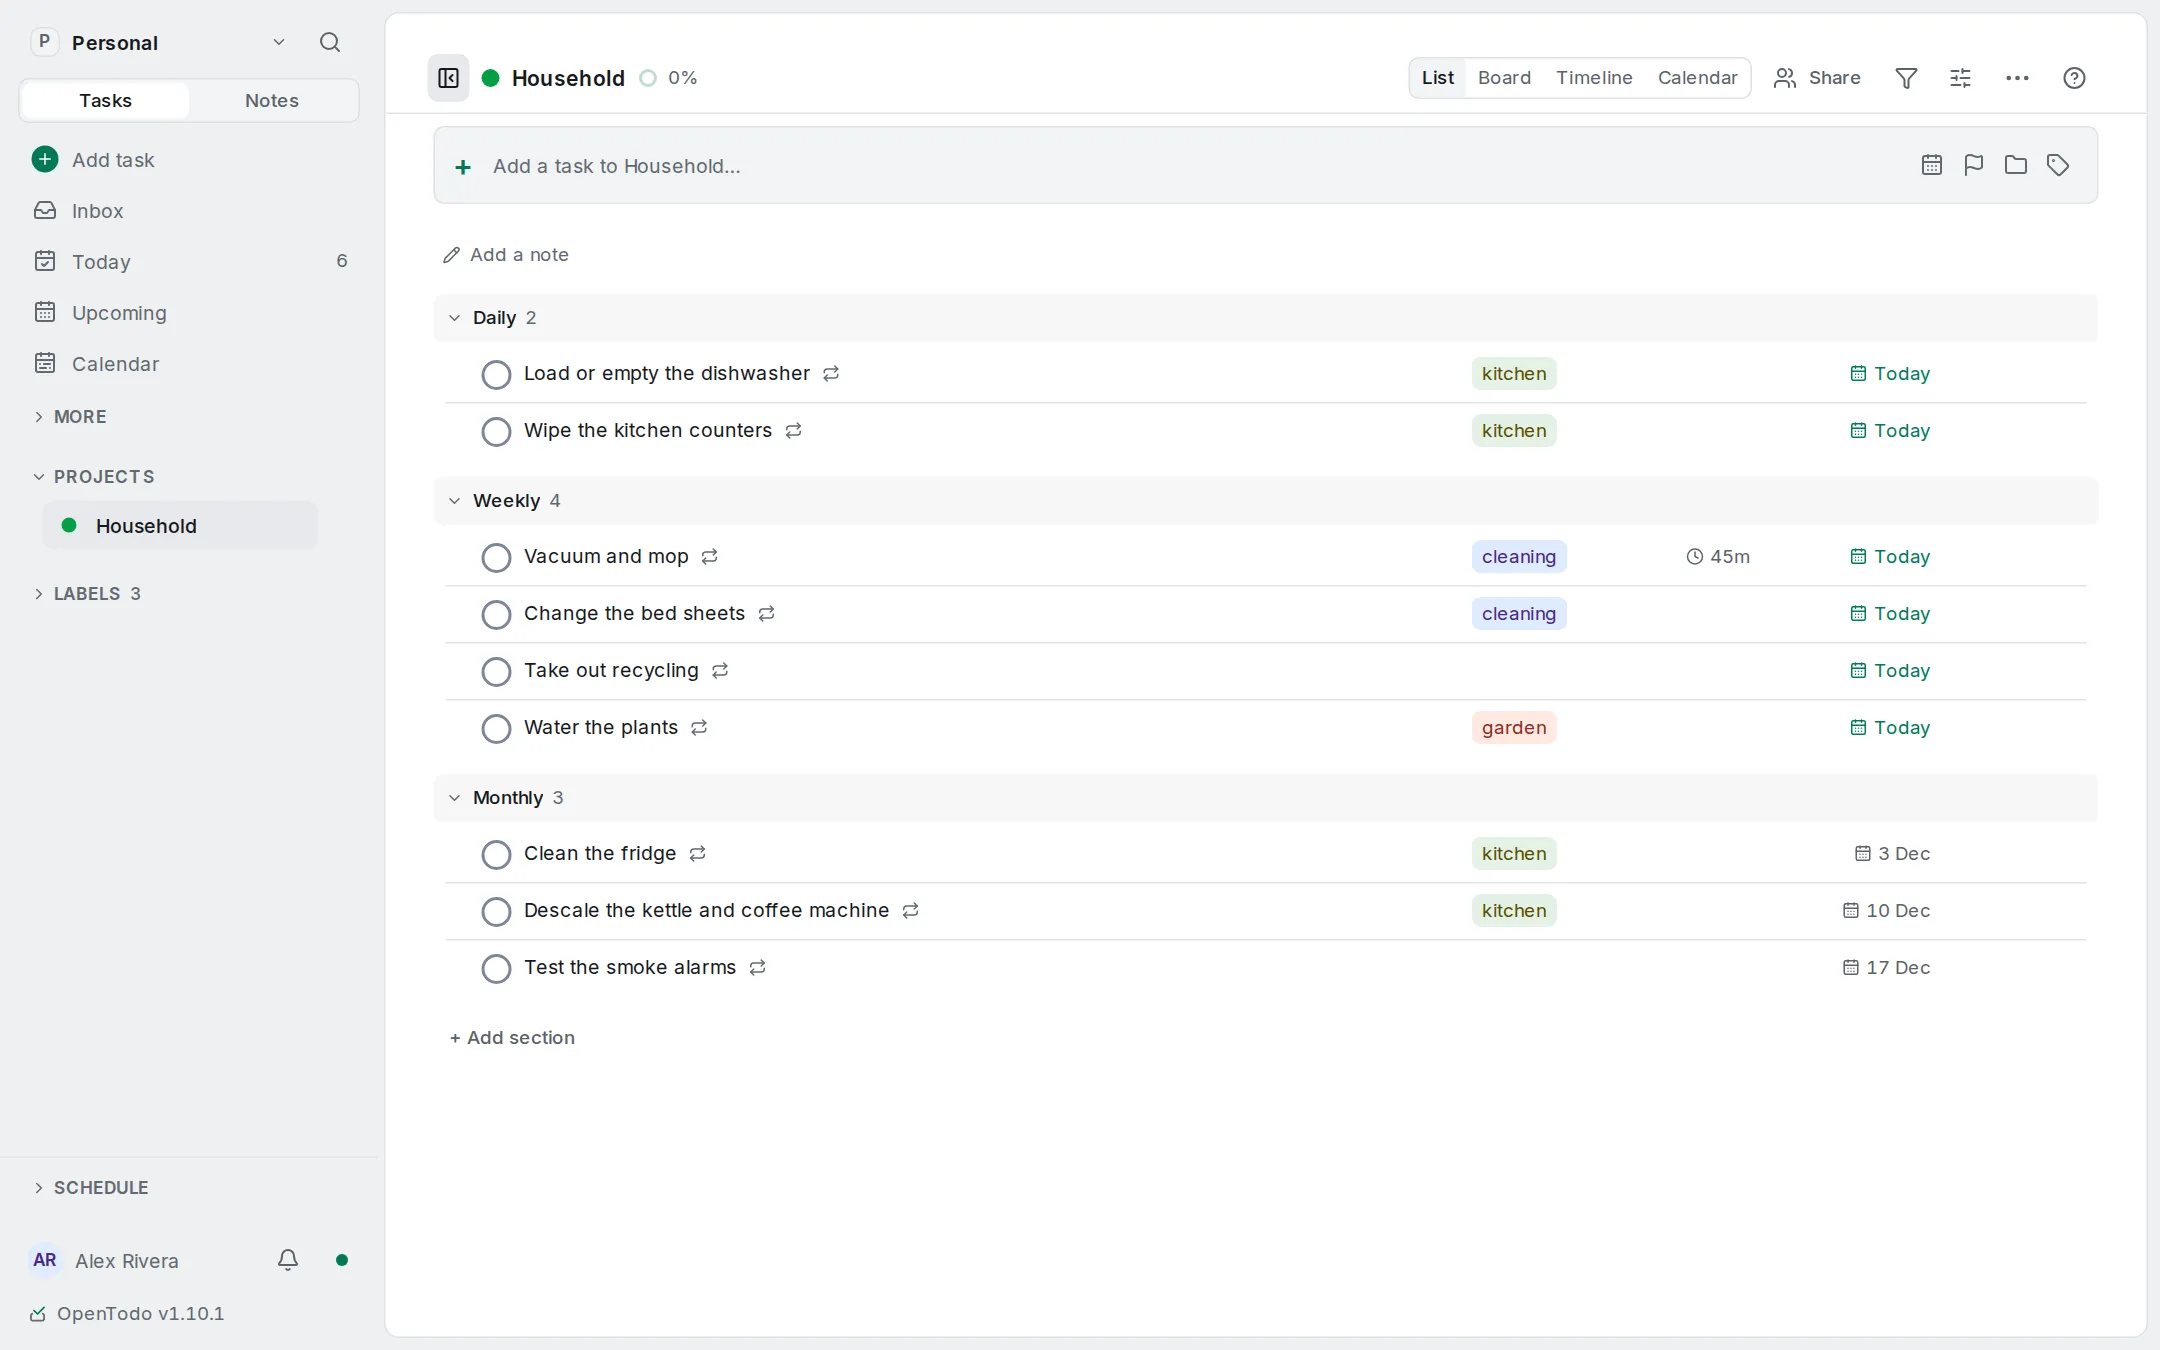 P Personal
Tasks Notes
Add task
Inbox
Today 6
Upcoming
Calendar
MORE
PROJECTS
Household
LABELS 3
SCHEDULE
AR Alex Rivera
OpenTodo v1.10.1
Household 0% List Board Timeline Calendar Share
+ Add a task to Household...
Add a note
Daily 2
Load or empty the dishwasher kitchen Today
Wipe the kitchen counters kitchen Today
Weekly 4
Vacuum and mop cleaning 45m Today
Change the bed sheets cleaning Today
Take out recycling Today
Water the plants garden Today
Monthly 3
Clean the fridge kitchen 3 Dec
Descale the kettle and coffee machine kitchen 10 Dec
Test the smoke alarms 17 Dec
+ Add section